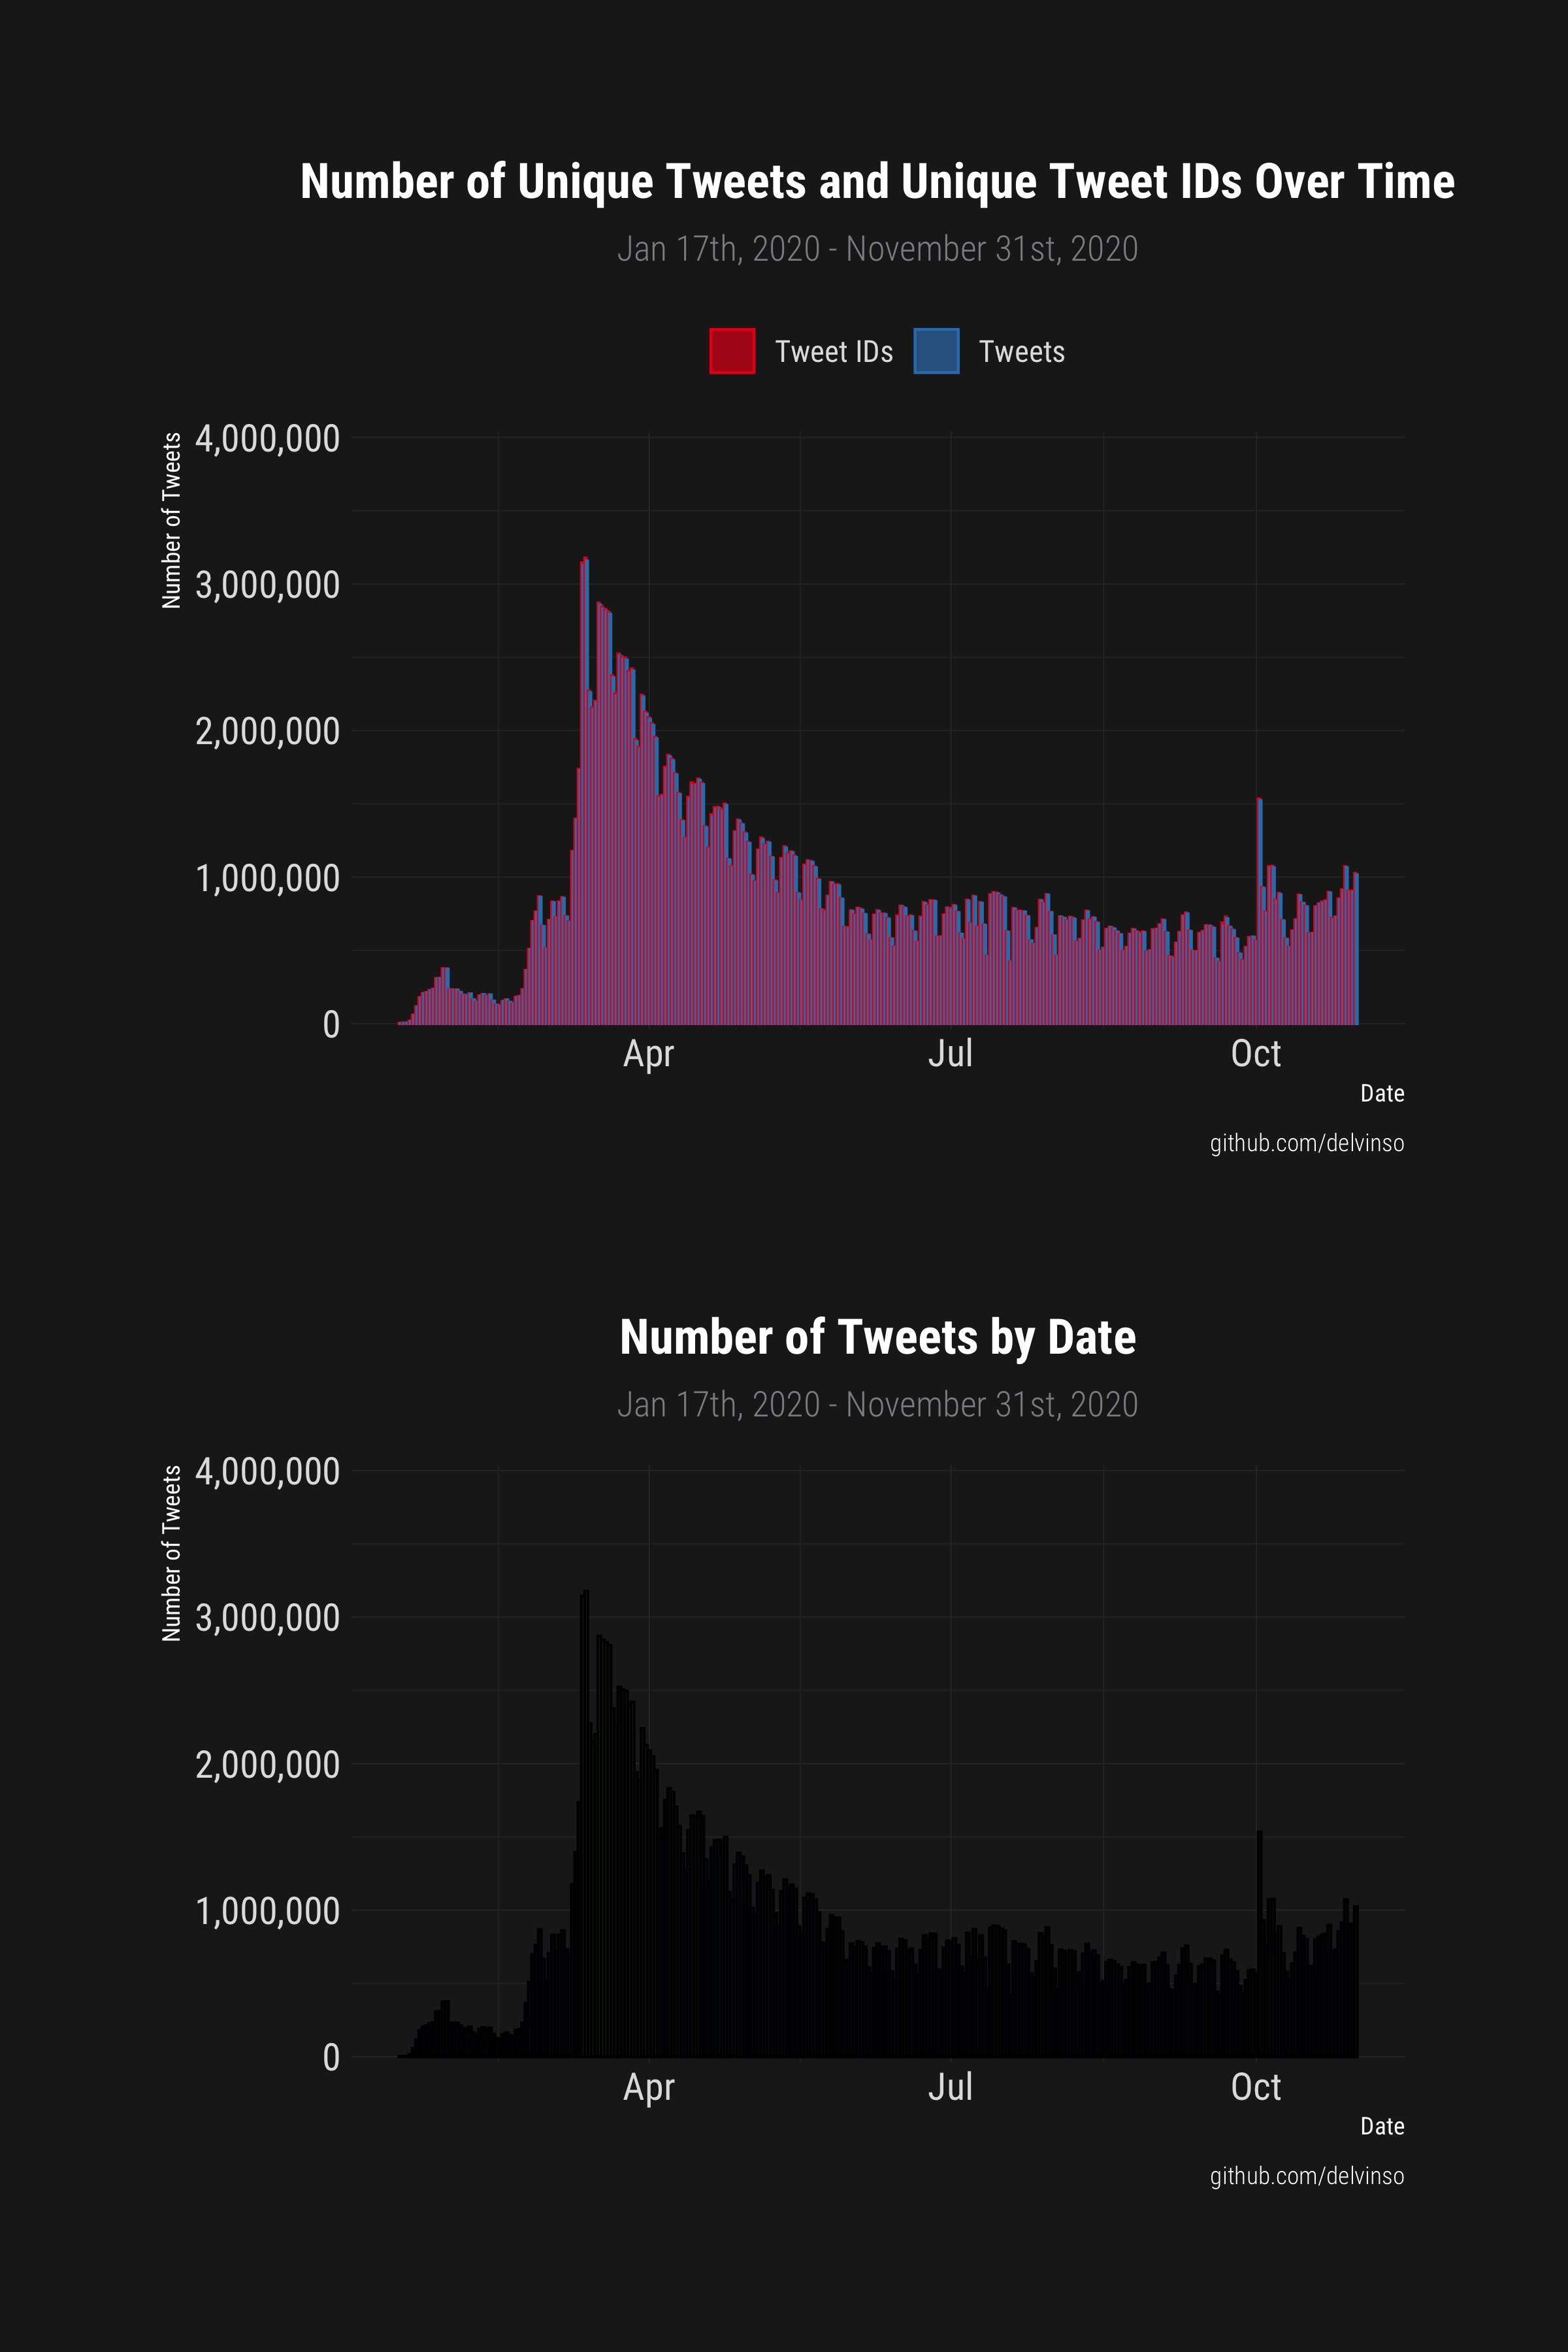 Number of Unique Tweets and Unique Tweet IDs Over Time
Jan 17th, 2020 - November 31st, 2020
Tweet IDs Tweets
Number of Tweets
4,000,000
3,000,000
2,000,000
1,000,000
0
Apr Jul Oct
Date
github.com/delvinso
Number of Tweets by Date
Jan 17th, 2020 - November 31st, 2020
Number of Tweets
4,000,000
3,000,000
2,000,000
1,000,000
0
Apr Jul Oct
Date
github.com/delvinso